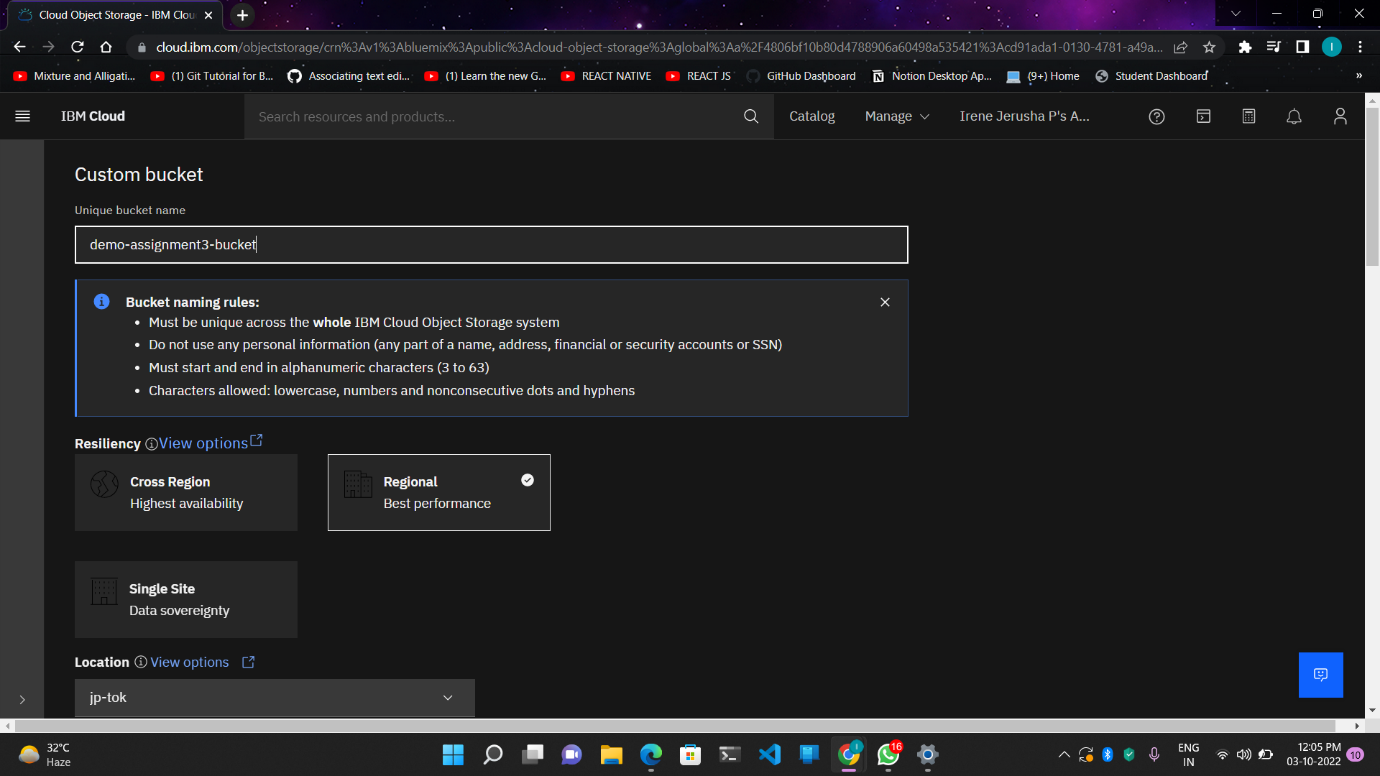 Cloud Object Storage - IBM Clou
cloud.ibm.com/objectstorage/crn%3Av1%3Abluemix%3Apublic%3Acloud-object-storage%3Aglobal%3Aa%2F4806bf10b80d4788906a60498a535421%3Acd91ada1-0130-4781-a49a...
Mixture and Alligati...
(1) Git Tutorial for B...
Associating text edi...
(1) Learn the new G...
REACT NATIVE
REACT JS
GitHub Dashboard
Notion Desktop Ap...
(9+) Home
Student Dashboard
»
IBM Cloud
Search resources and products...
Catalog
Manage
Irene Jerusha P's A...
Custom bucket
Unique bucket name
demo-assignment3-bucket
Bucket naming rules:
• Must be unique across the whole IBM Cloud Object Storage system
• Do not use any personal information (any part of a name, address, financial or security accounts or SSN)
• Must start and end in alphanumeric characters (3 to 63)
• Characters allowed: lowercase, numbers and nonconsecutive dots and hyphens
Resiliency View options
Cross Region
Highest availability
Regional
Best performance
Single Site
Data sovereignty
Location View options
jp-tok
32°C
Haze
16
ENG
IN
12:05 PM
03-10-2022
10